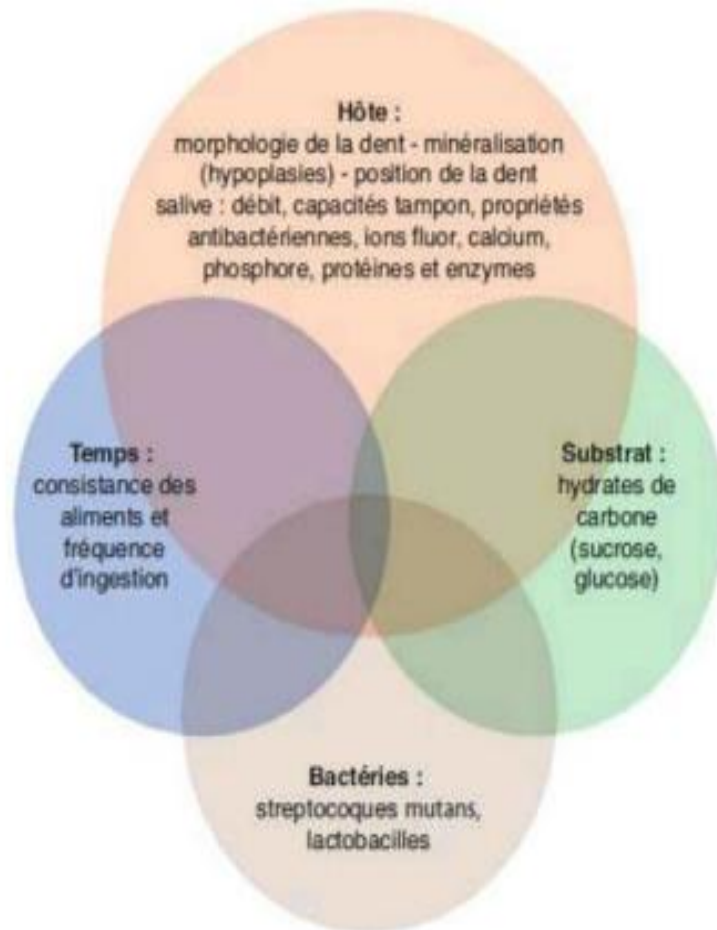 Hôte :
morphologie de la dent - minéralisation
(hypoplasies) - position de la dent
salive : débit, capacités tampon, propriétés
antibactériennes, ions fluor, calcium,
phosphore, protéines et enzymes
Temps :
consistance des
aliments et
fréquence
d'ingestion
Substrat :
hydrates de
carbone
(sucrose,
glucose)
Bactéries :
streptocoques mutans,
lactobacilles